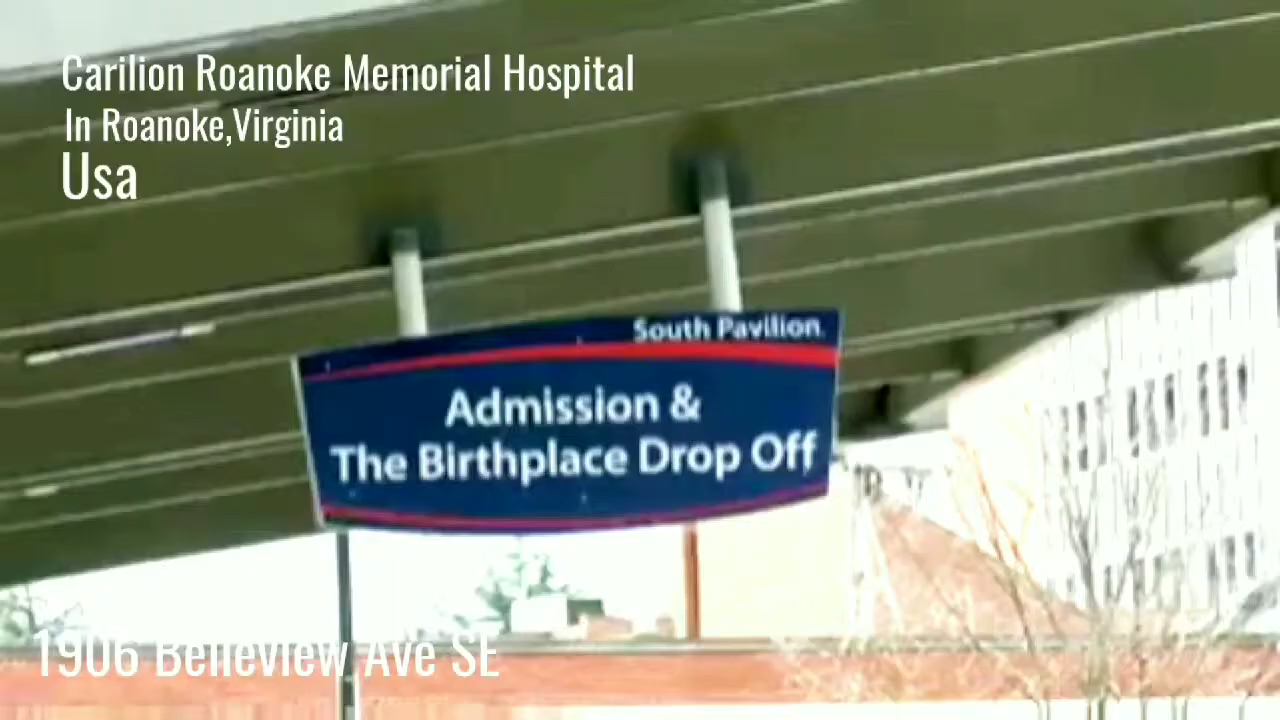 Carilion Roanoke Memorial Hospital
In Roanoke,Virginia
Usa
South Pavilion
Admission &
The Birthplace Drop Off
1906 Belleview Ave SE